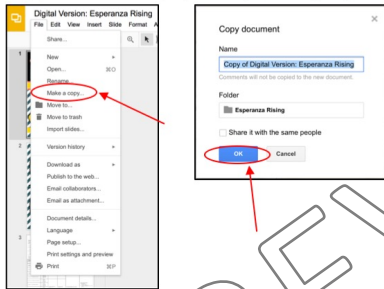 Digital Version: Esperanza Rising
File Edit View Insert Slide Format A
Share...
New
Open... ⌘O
Rename...
Make a copy...
Move to...
Move to trash
Import slides...
Version history
Download as
Publish to the web...
Email collaborators...
Email as attachment...
Document details...
Language
Page setup...
Print settings and preview
Print ⌘P
1
2
3
Copy document
Name
Copy of Digital Version: Esperanza Rising
Comments will not be copied to the new document.
Folder
Esperanza Rising
Share it with the same people
OK Cancel